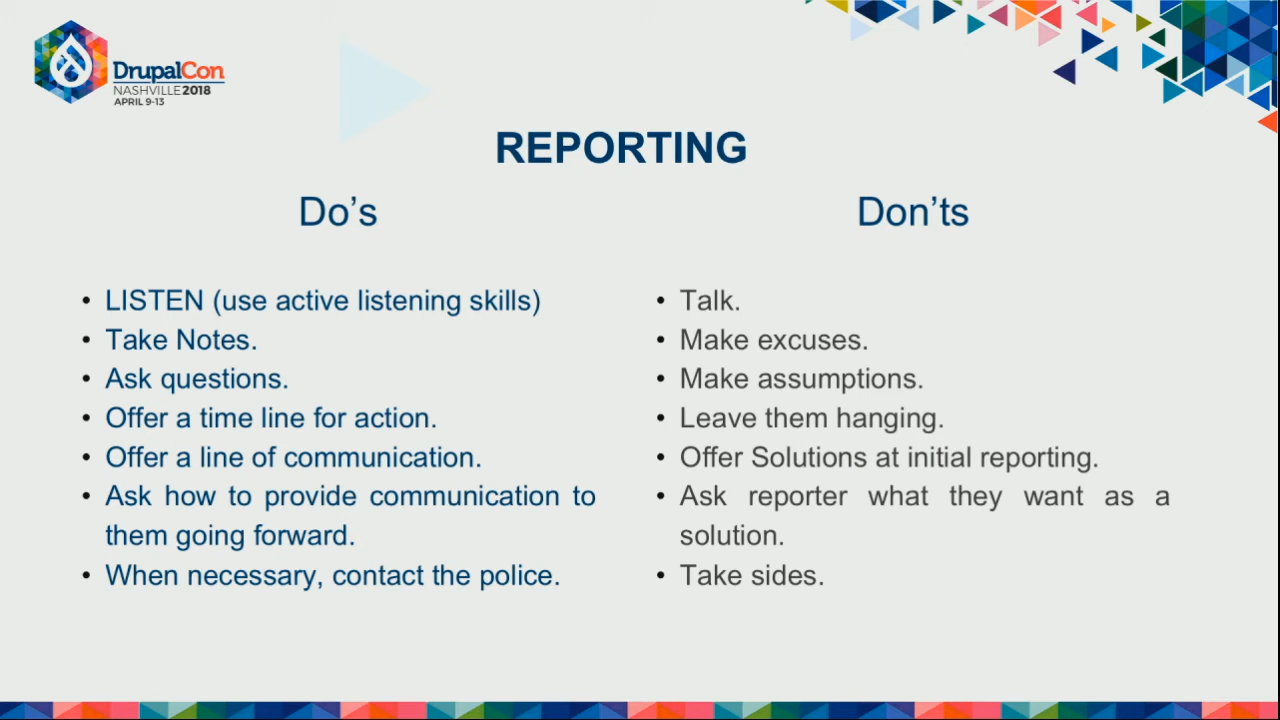 DrupalCon
NASHVILLE 2018
APRIL 9-13
REPORTING
Do’s
• LISTEN (use active listening skills)
• Take Notes.
• Ask questions.
• Offer a time line for action.
• Offer a line of communication.
• Ask how to provide communication to
them going forward.
• When necessary, contact the police.
Don’ts
• Talk.
• Make excuses.
• Make assumptions.
• Leave them hanging.
• Offer Solutions at initial reporting.
• Ask reporter what they want as a
solution.
• Take sides.